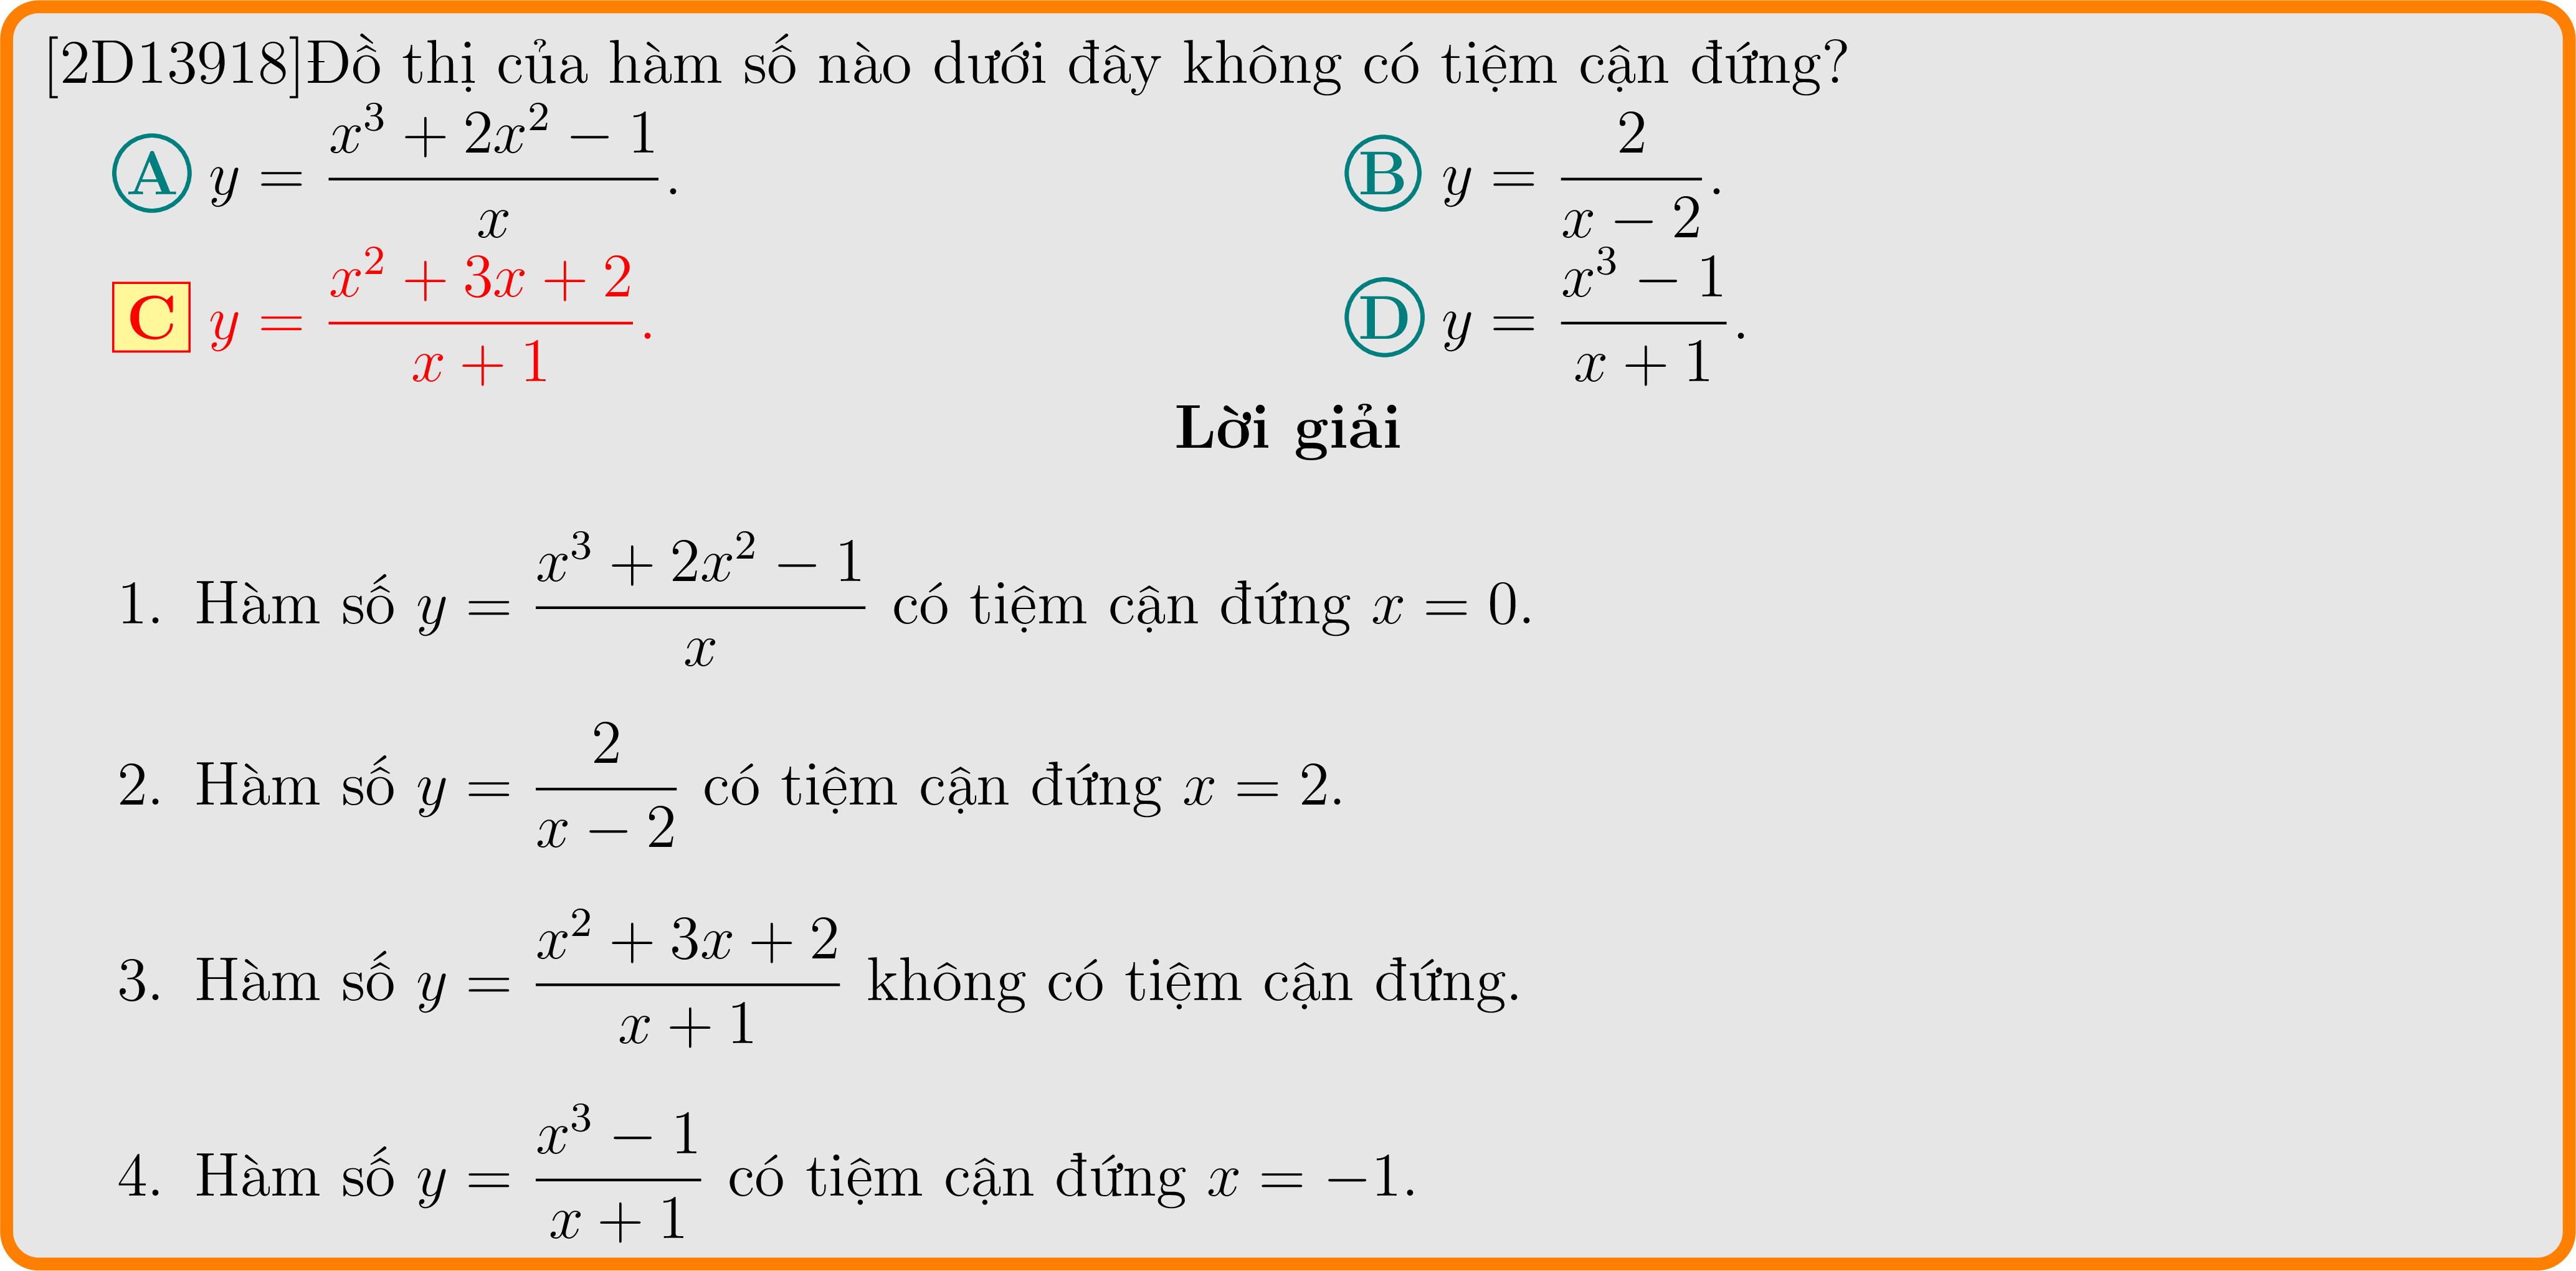 [2D13918]Đồ thị của hàm số nào dưới đây không có tiệm cận đứng?
A y = \frac{x^3 + 2x^2 - 1}{x}. B y = \frac{2}{x - 2}.
C y = \frac{x^2 + 3x + 2}{x + 1}. D y = \frac{x^3 - 1}{x + 1}.
Lời giải
1. Hàm số y = \frac{x^3 + 2x^2 - 1}{x} có tiệm cận đứng x = 0.
2. Hàm số y = \frac{2}{x - 2} có tiệm cận đứng x = 2.
3. Hàm số y = \frac{x^2 + 3x + 2}{x + 1} không có tiệm cận đứng.
4. Hàm số y = \frac{x^3 - 1}{x + 1} có tiệm cận đứng x = -1.